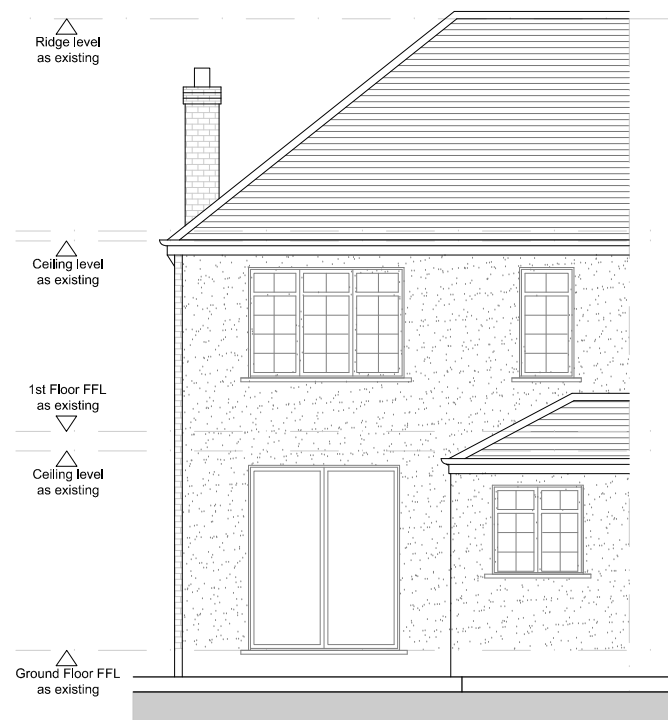 Ridge level
as existing
Ceiling level
as existing
1st Floor FFL
as existing
Ceiling level
as existing
Ground Floor FFL
as existing